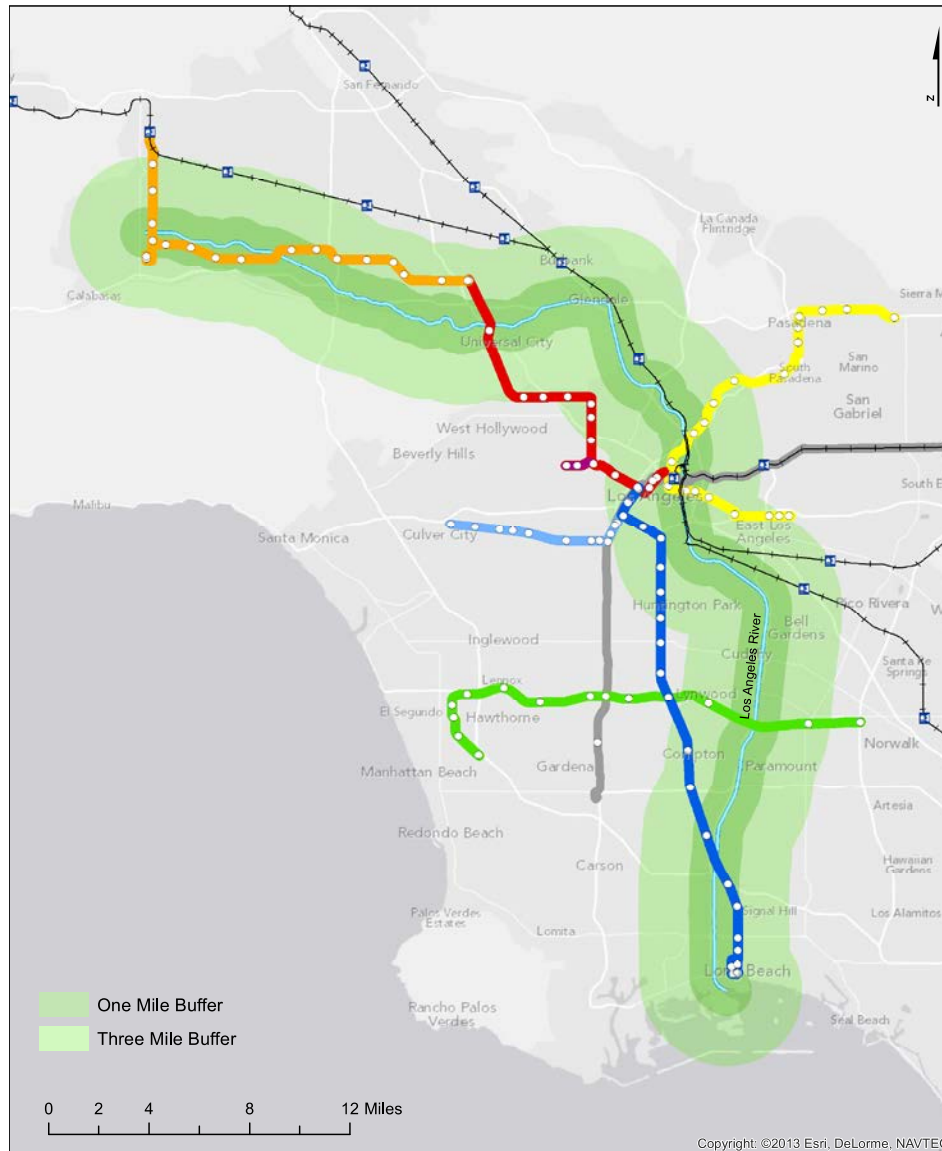 San Fernando
N
La Canada
Flintridge
Burbank
Calabasas
Glendale
Sierra M
Pasadena
Universal City
South
Pasadena
San
Marino
San
Gabriel
West Hollywood
Beverly Hills
South E
Los Angeles
Malibu
Culver City
East Los
Angeles
Santa Monica
Huntington Park
Pico Rivera
W
Bell
Gardens
Inglewood
Cudahy
Santa Fe
Springs
Los Angeles River
Lennox
Lynwood
El Segundo
Hawthorne
Norwalk
Compton
Manhattan Beach
Gardena
Paramount
Artesia
Redondo Beach
Carson
Hawaiian
Gardens
Palos Verdes
Estates
Signal Hill
Los Alamitos
Lomita
Long Beach
One Mile Buffer
Rancho Palos
Verdes
Seal Beach
Three Mile Buffer
0 2 4 8 12 Miles
Copyright: ©2013 Esri, DeLorme, NAVTEQ